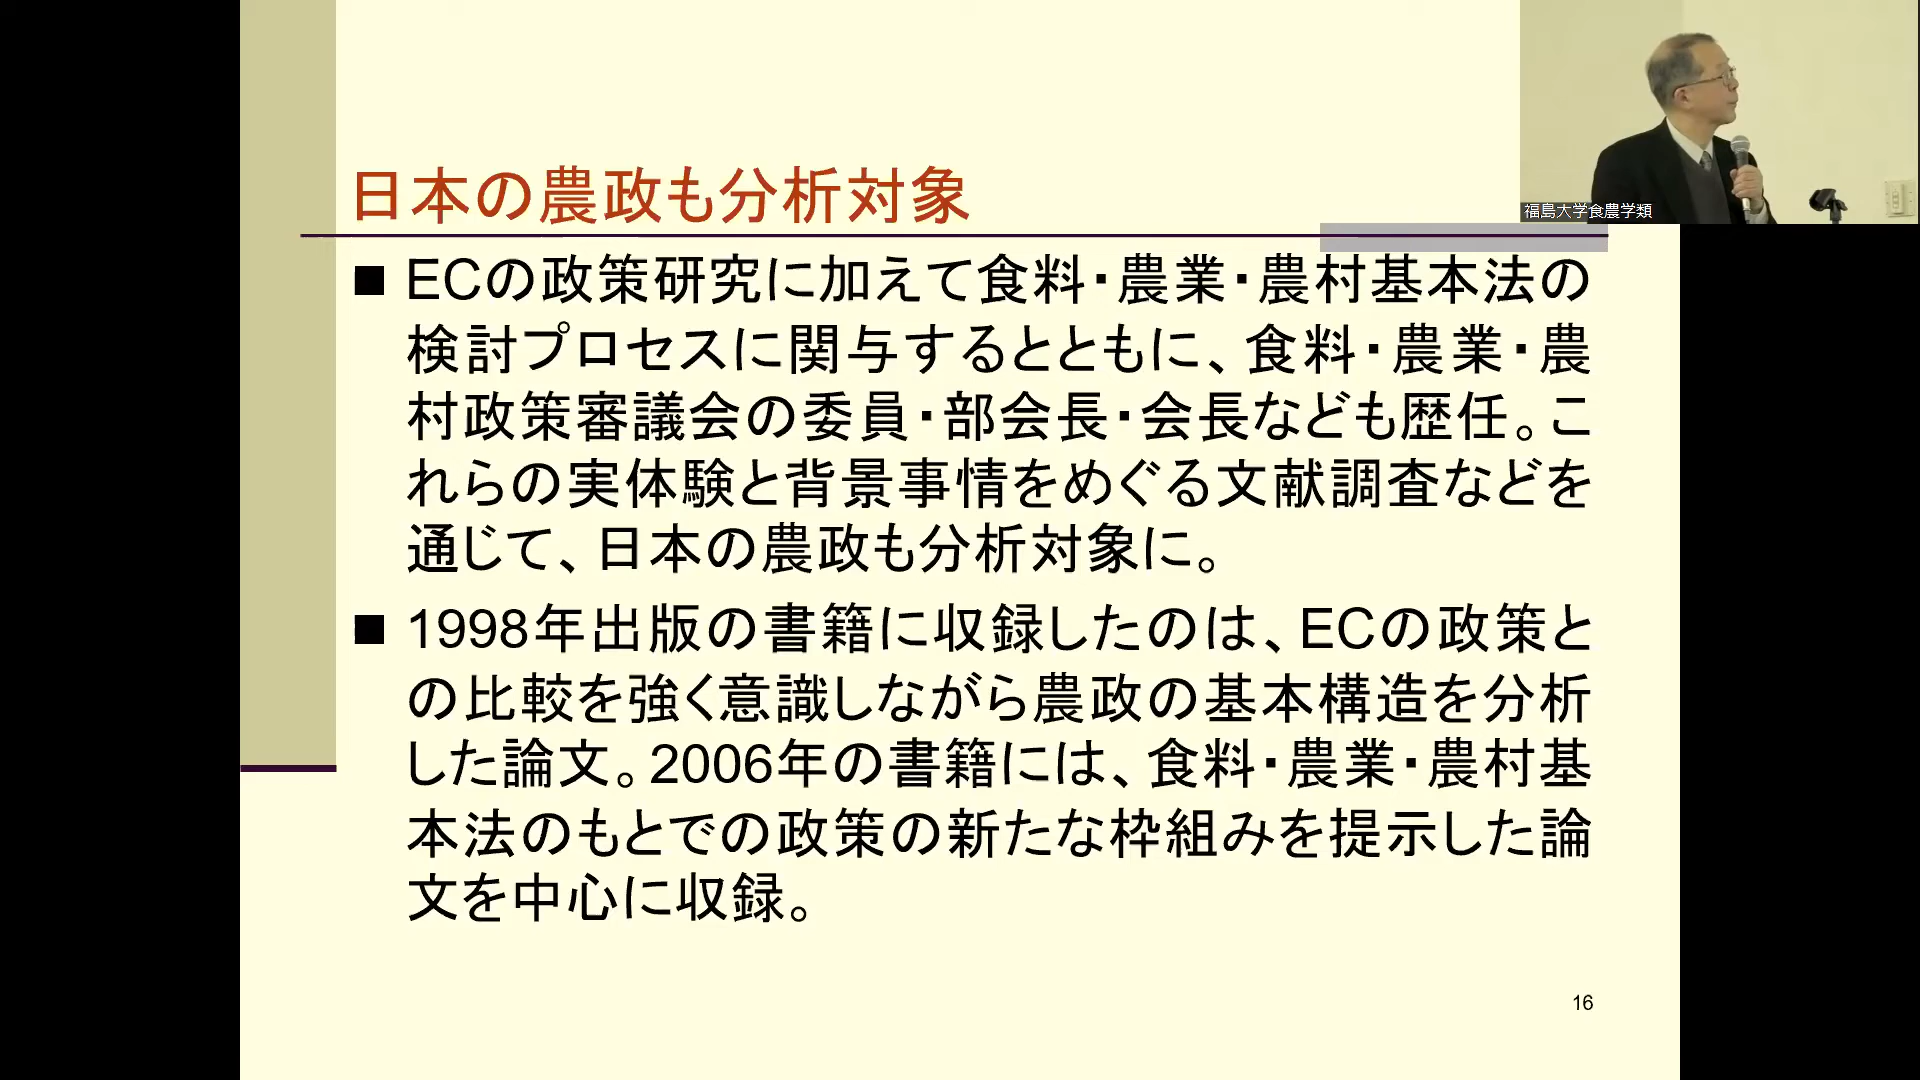 日本の農政も分析対象
福島大学食農学類
■ ECの政策研究に加えて食料・農業・農村基本法の
検討プロセスに関与するとともに、食料・農業・農
村政策審議会の委員・部会長・会長なども歴任。こ
れらの実体験と背景事情をめぐる文献調査などを
通じて、日本の農政も分析対象に。
■ 1998年出版の書籍に収録したのは、ECの政策と
の比較を強く意識しながら農政の基本構造を分析
した論文。2006年の書籍には、食料・農業・農村基
本法のもとでの政策の新たな枠組みを提示した論
文を中心に収録。
16